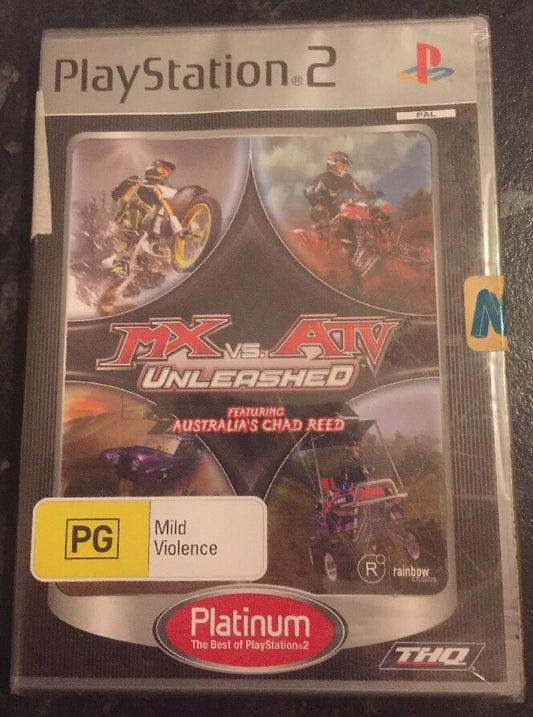 PlayStation®2
PAL
MX vs. ATV
UNLEASHED
FEATURING
AUSTRALIA'S CHAD REED
PG
Mild
Violence
R
rainbow
STUDIOS
Platinum
The Best of PlayStation®2
THQ
N